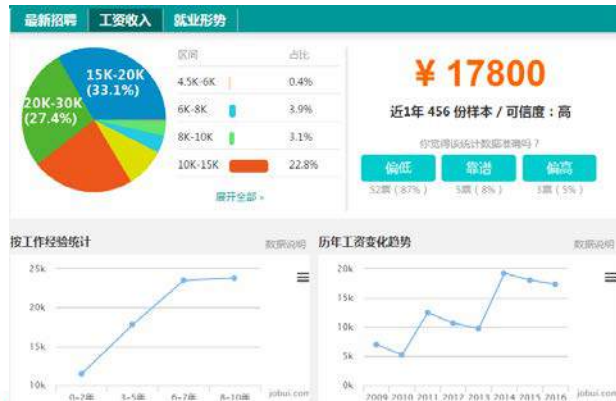 最新招聘 工资收入 就业形势
15K-20K
(33.1%)
20K-30K
(27.4%)
区间 占比
4.5K-6K 0.4%
6K-8K 3.9%
8K-10K 3.1%
10K-15K 22.8%
展开全部 »
¥ 17800
近1年 456 份样本 / 可信度：高
你觉得该统计数据准确吗？
偏低 靠谱 偏高
52票（87%） 5票（8%） 3票（5%）
按工作经验统计 数据说明
25k
20k
15k
10k
0-2年 3-5年 6-7年 8-10年
jobui.com
历年工资变化趋势 数据说明
20k
15k
10k
5k
0k
2009 2010 2011 2012 2013 2014 2015 2016
jobui.com